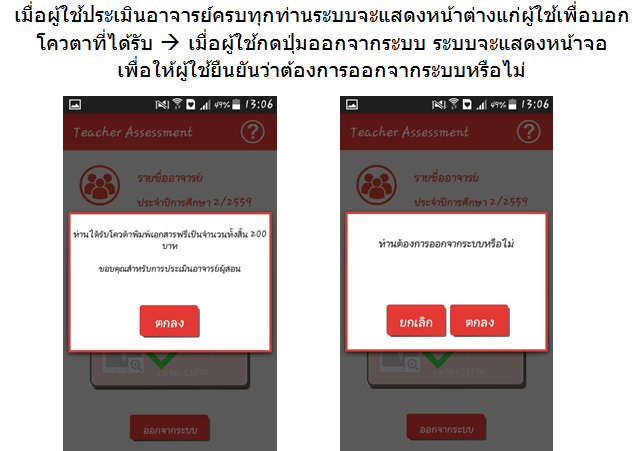 เมื่อผู้ใช้ประเมินอาจารย์ครบทุกท่านระบบจะแสดงหน้าต่างแก่ผู้ใช้เพื่อบอก
โควตาที่ได้รับ → เมื่อผู้ใช้กดปุ่มออกจากระบบ ระบบจะแสดงหน้าจอ
เพื่อให้ผู้ใช้ยืนยันว่าต้องการออกจากระบบหรือไม่
49% 13:06
Teacher Assessment ?
รายชื่ออาจารย์
ประจำปีการศึกษา 2/2559
ท่านได้รับโควต้าพิมพ์เอกสารฟรีเป็นจำนวนทั้งสิ้น 200
บาท
ขอบคุณสำหรับการประเมินอาจารย์ผู้สอน
ตกลง
ออกจากระบบ
49% 13:06
Teacher Assessment ?
รายชื่ออาจารย์
ประจำปีการศึกษา 2/2559
ท่านต้องการออกจากระบบหรือไม่
ยกเลิก ตกลง
ออกจากระบบ